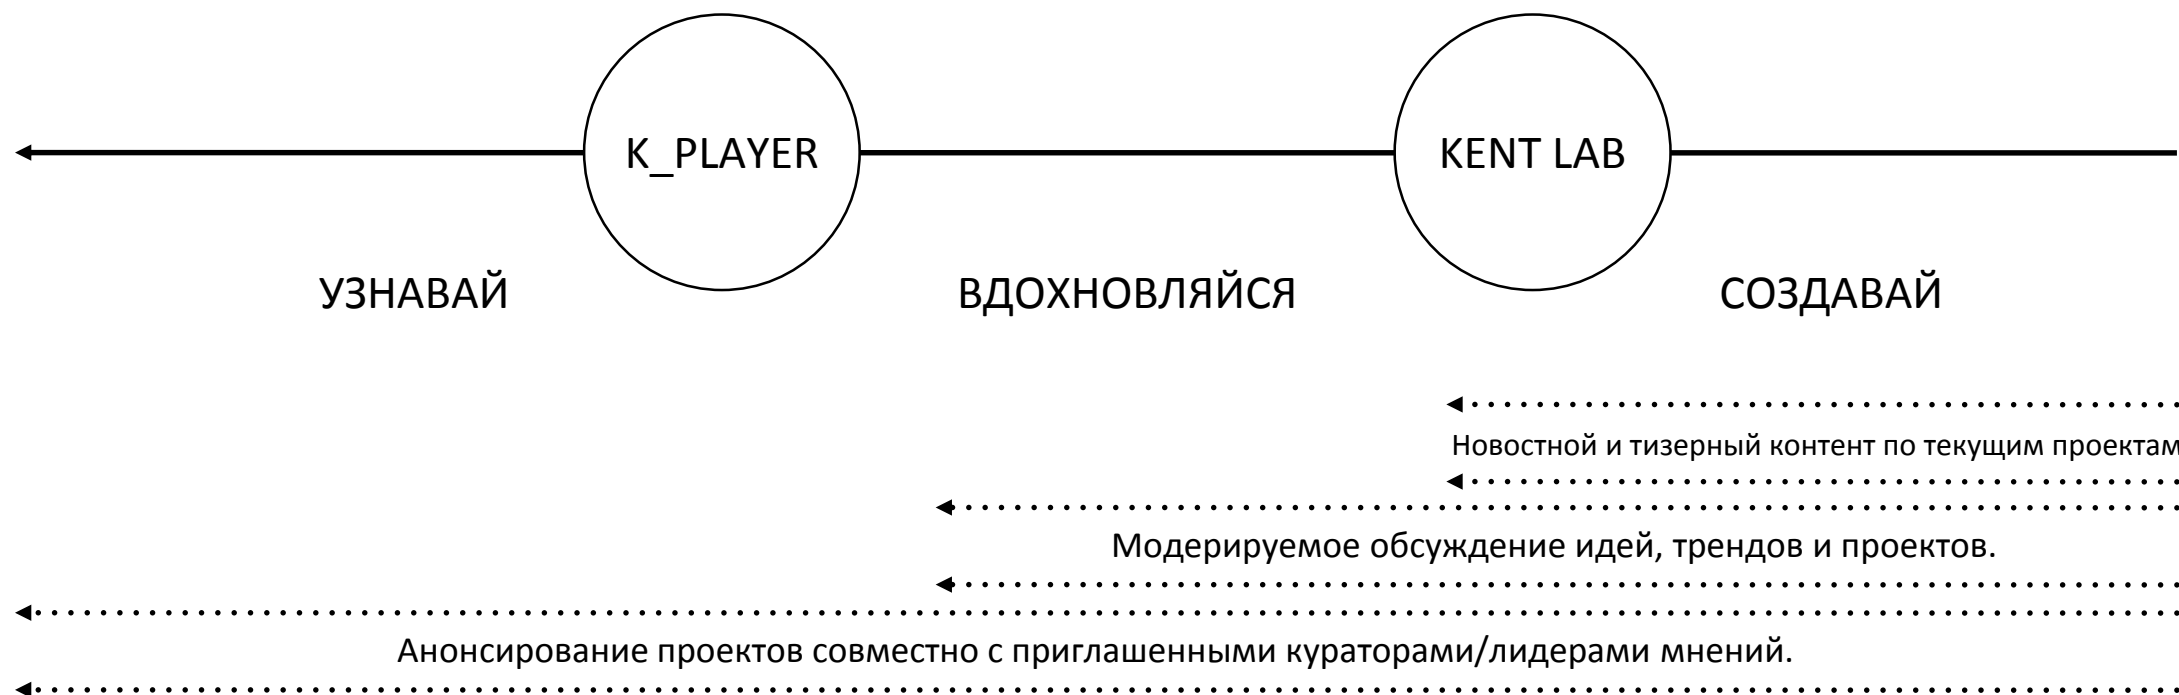 K_PLAYER
KENT LAB
УЗНАВАЙ
ВДОХНОВЛЯЙСЯ
СОЗДАВАЙ
Новостной и тизерный контент по текущим проектам
Модерируемое обсуждение идей, трендов и проектов.
Анонсирование проектов совместно с приглашенными кураторами/лидерами мнений.